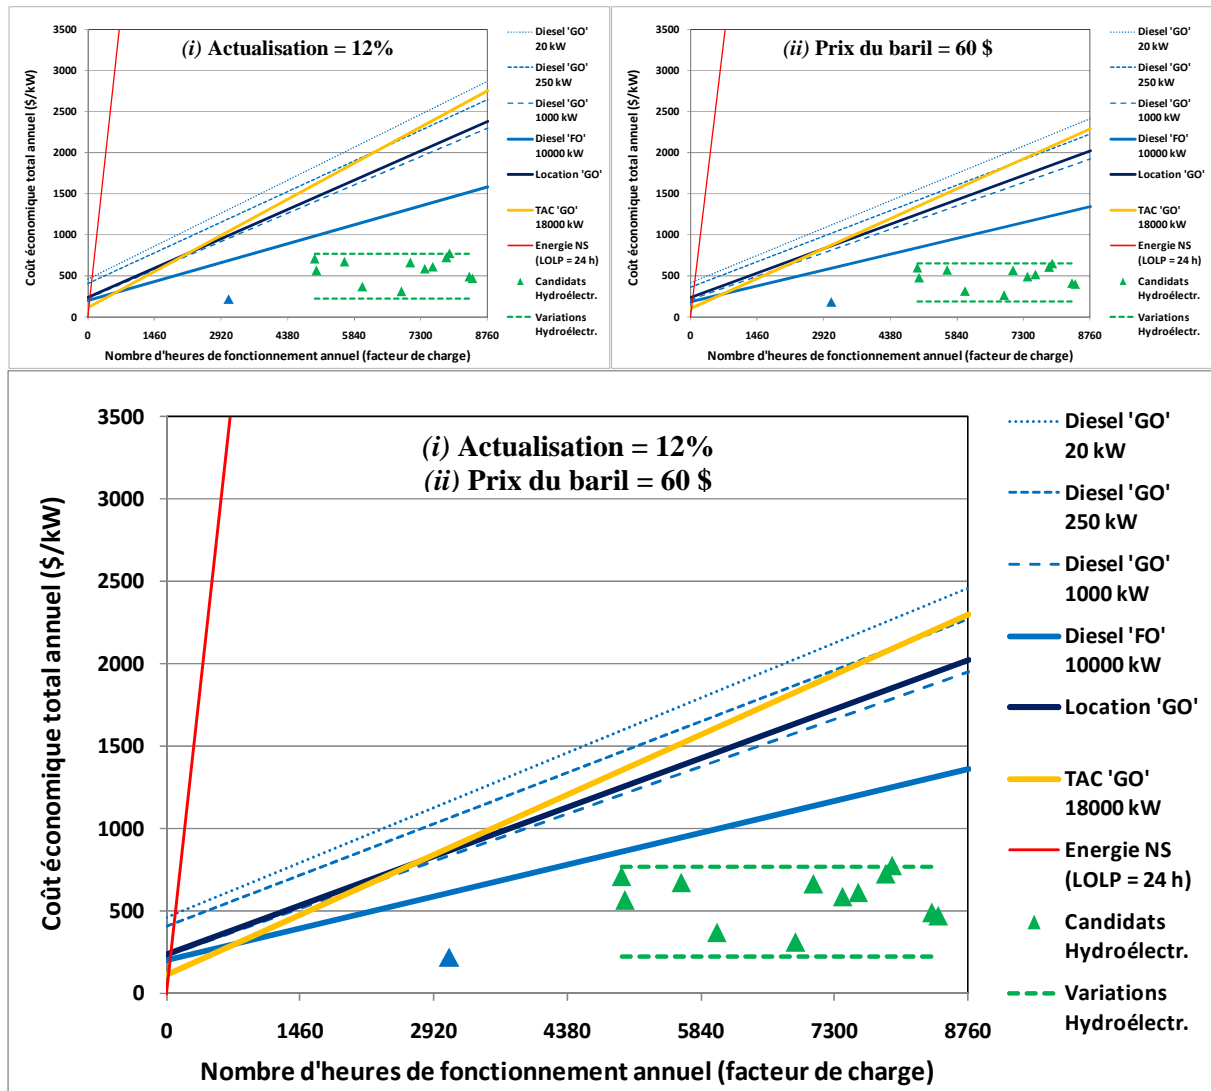 (i) Actualisation = 12%
Coût économique total annuel ($/kW)
3500
3000
2500
2000
1500
1000
500
0
0 1460 2920 4380 5840 7300 8760
Nombre d'heures de fonctionnement annuel (facteur de charge)
Diesel 'GO'
20 kW
Diesel 'GO'
250 kW
Diesel 'GO'
1000 kW
Diesel 'FO'
10000 kW
Location 'GO'
TAC 'GO'
18000 kW
Energie NS
(LOLP = 24 h)
Candidats
Hydroélectr.
Variations
Hydroélectr.
(ii) Prix du baril = 60 $
Coût économique total annuel ($/kW)
3500
3000
2500
2000
1500
1000
500
0
0 1460 2920 4380 5840 7300 8760
Nombre d'heures de fonctionnement annuel (facteur de charge)
Diesel 'GO'
20 kW
Diesel 'GO'
250 kW
Diesel 'GO'
1000 kW
Diesel 'FO'
10000 kW
Location 'GO'
TAC 'GO'
18000 kW
Energie NS
(LOLP = 24 h)
Candidats
Hydroélectr.
Variations
Hydroélectr.
(i) Actualisation = 12%
(ii) Prix du baril = 60 $
Coût économique total annuel ($/kW)
3500
3000
2500
2000
1500
1000
500
0
0 1460 2920 4380 5840 7300 8760
Nombre d'heures de fonctionnement annuel (facteur de charge)
Diesel 'GO'
20 kW
Diesel 'GO'
250 kW
Diesel 'GO'
1000 kW
Diesel 'FO'
10000 kW
Location 'GO'
TAC 'GO'
18000 kW
Energie NS
(LOLP = 24 h)
Candidats
Hydroélectr.
Variations
Hydroélectr.